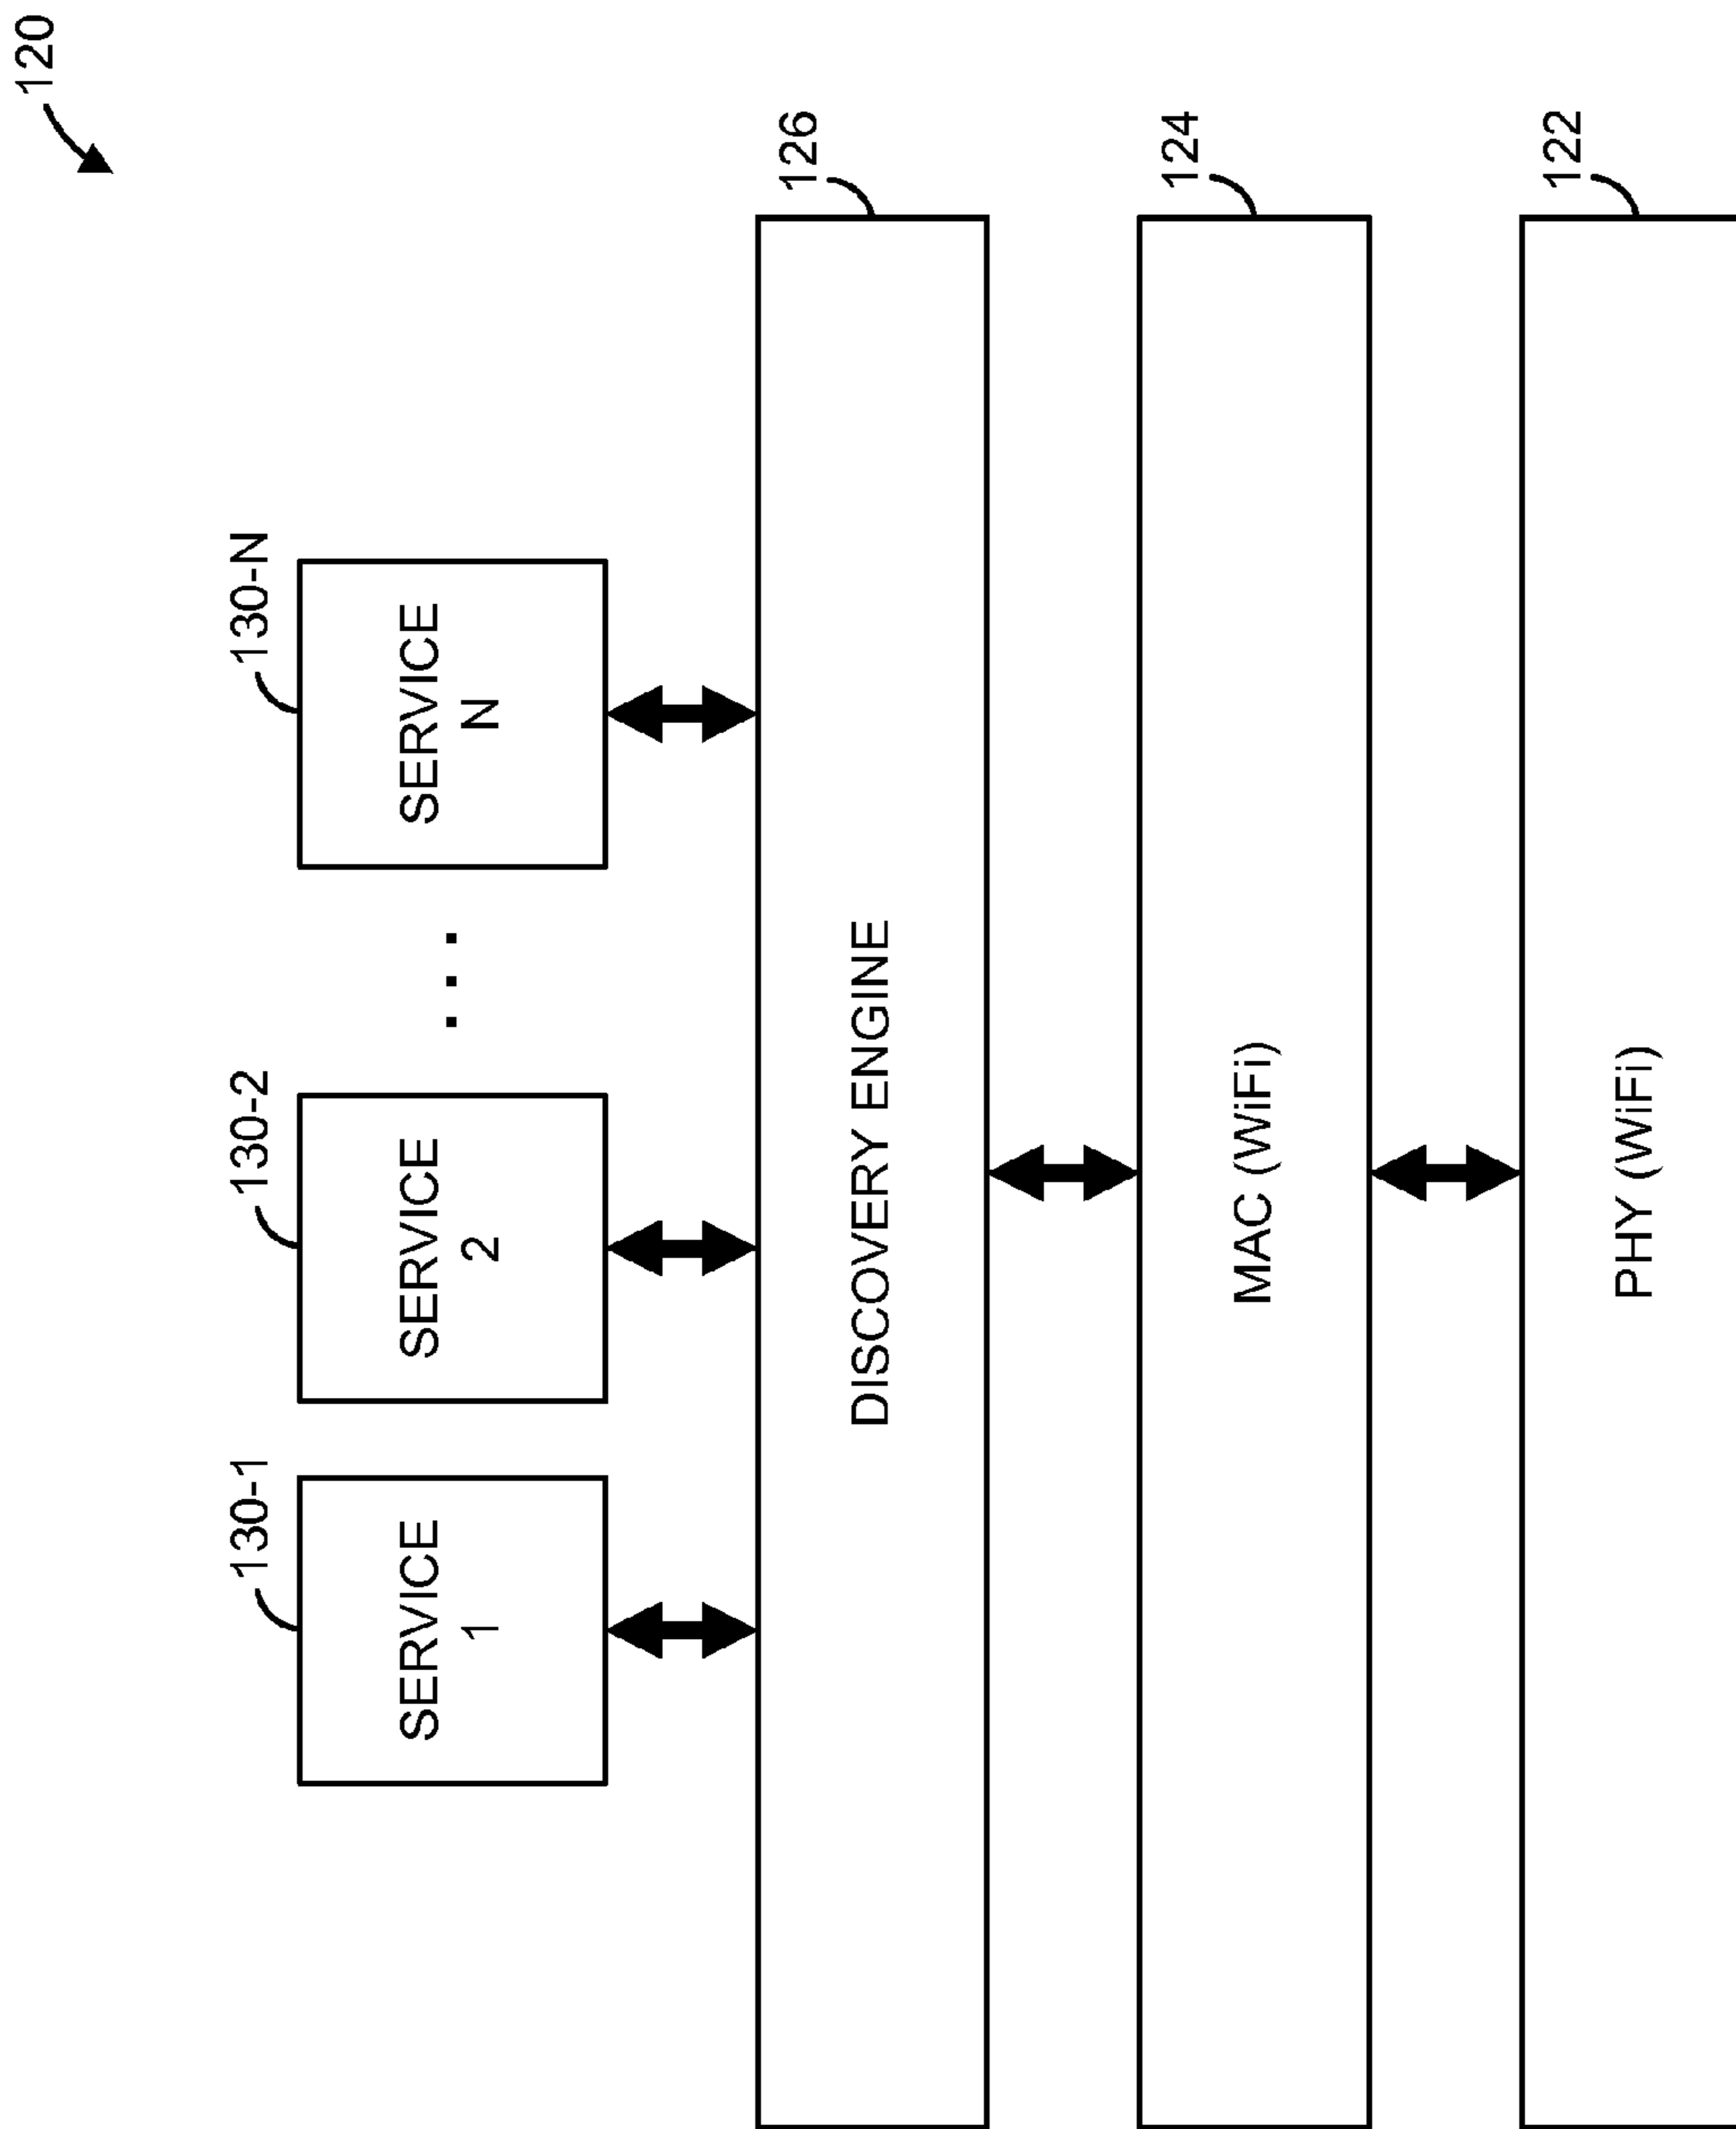 120
130-1
130-2
130-N
SERVICE
1
SERVICE
2
. . .
SERVICE
N
126
DISCOVERY ENGINE
124
MAC (WiFi)
122
PHY (WiFi)